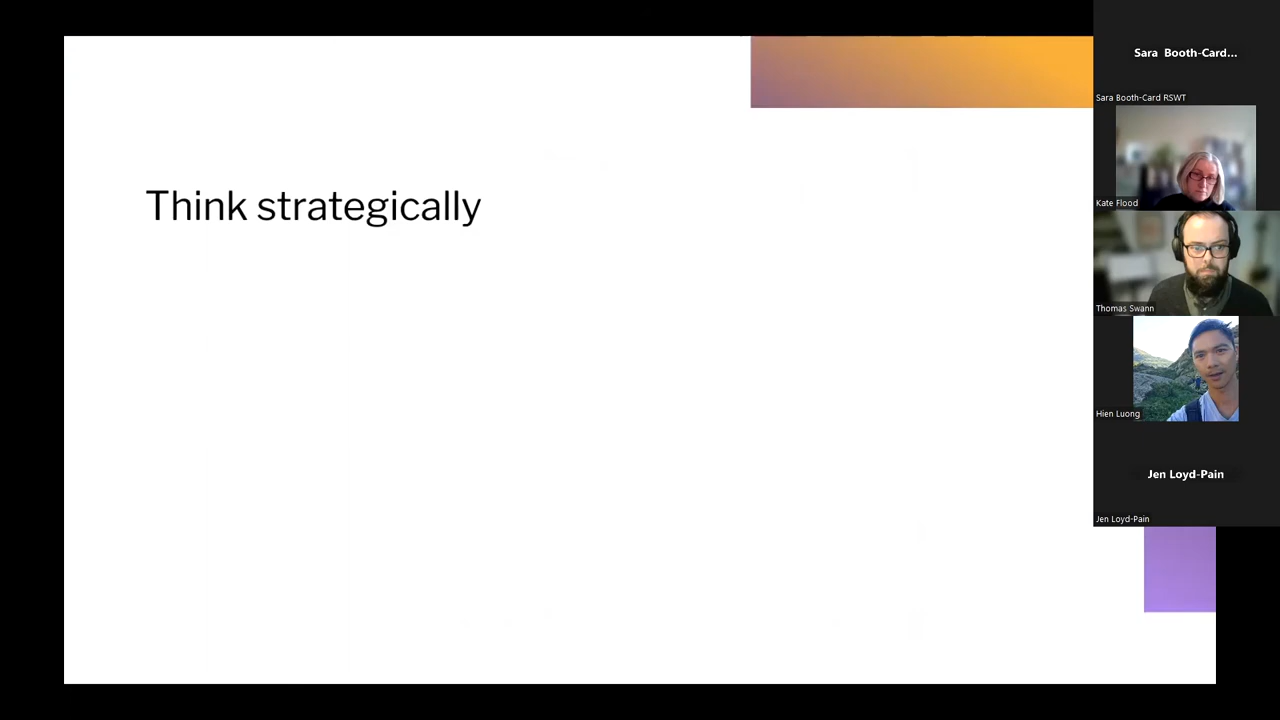 Think strategically
Sara Booth-Card...
Sara Booth-Card RSWT
Kate Flood
Thomas Swann
Hien Luong
Jen Loyd-Pain
Jen Loyd-Pain